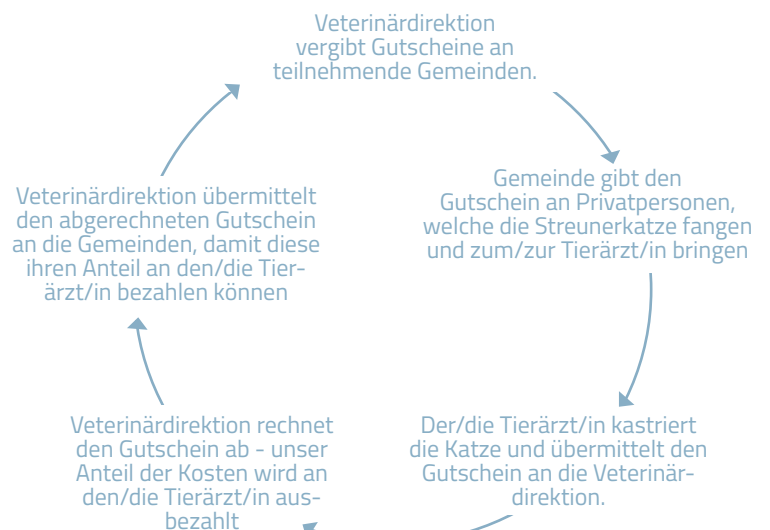 Veterinärdirektion
vergibt Gutscheine an
teilnehmende Gemeinden.
Gemeinde gibt den
Gutschein an Privatpersonen,
welche die Streunerkatze fangen
und zum/zur Tierärzt/in bringen
Der/die Tierärzt/in kastriert
die Katze und übermittelt den
Gutschein an die Veterinär-
direktion.
Veterinärdirektion rechnet
den Gutschein ab - unser
Anteil der Kosten wird an
den/die Tierärzt/in aus-
bezahlt
Veterinärdirektion übermittelt
den abgerechneten Gutschein
an die Gemeinden, damit diese
ihren Anteil an den/die Tier-
ärzt/in bezahlen können